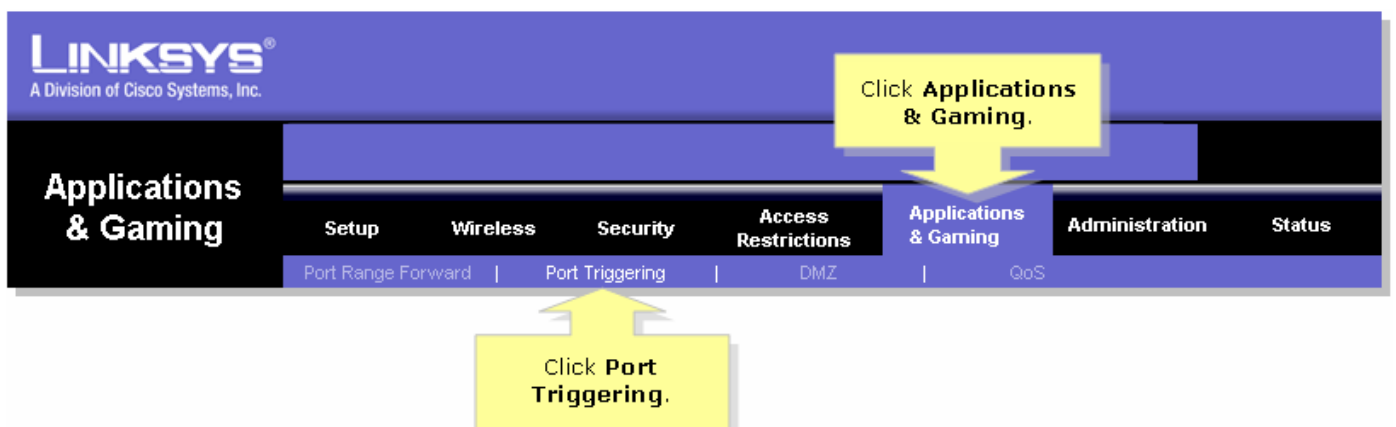 LINKSYS®
A Division of Cisco Systems, Inc.
Click Applications
& Gaming.
Applications
& Gaming
Setup Wireless Security Access Restrictions Applications & Gaming Administration Status
Port Range Forward | Port Triggering | DMZ | QoS
Click Port
Triggering.